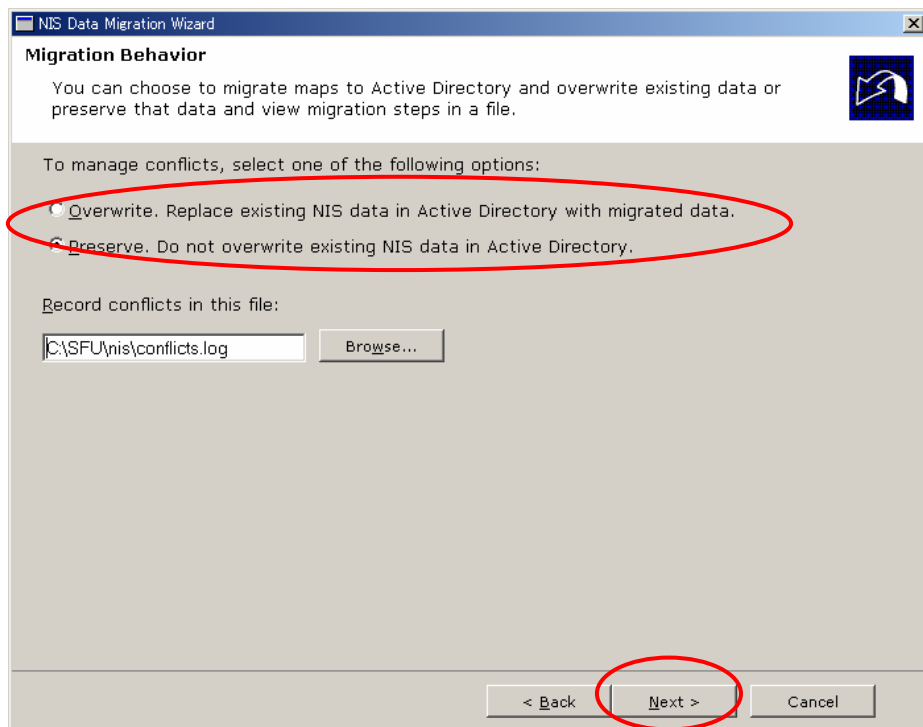 NIS Data Migration Wizard
Migration Behavior
You can choose to migrate maps to Active Directory and overwrite existing data or
preserve that data and view migration steps in a file.
To manage conflicts, select one of the following options:
Overwrite. Replace existing NIS data in Active Directory with migrated data.
Preserve. Do not overwrite existing NIS data in Active Directory.
Record conflicts in this file:
C:\SFU\nis\conflicts.log Browse...
< Back Next > Cancel